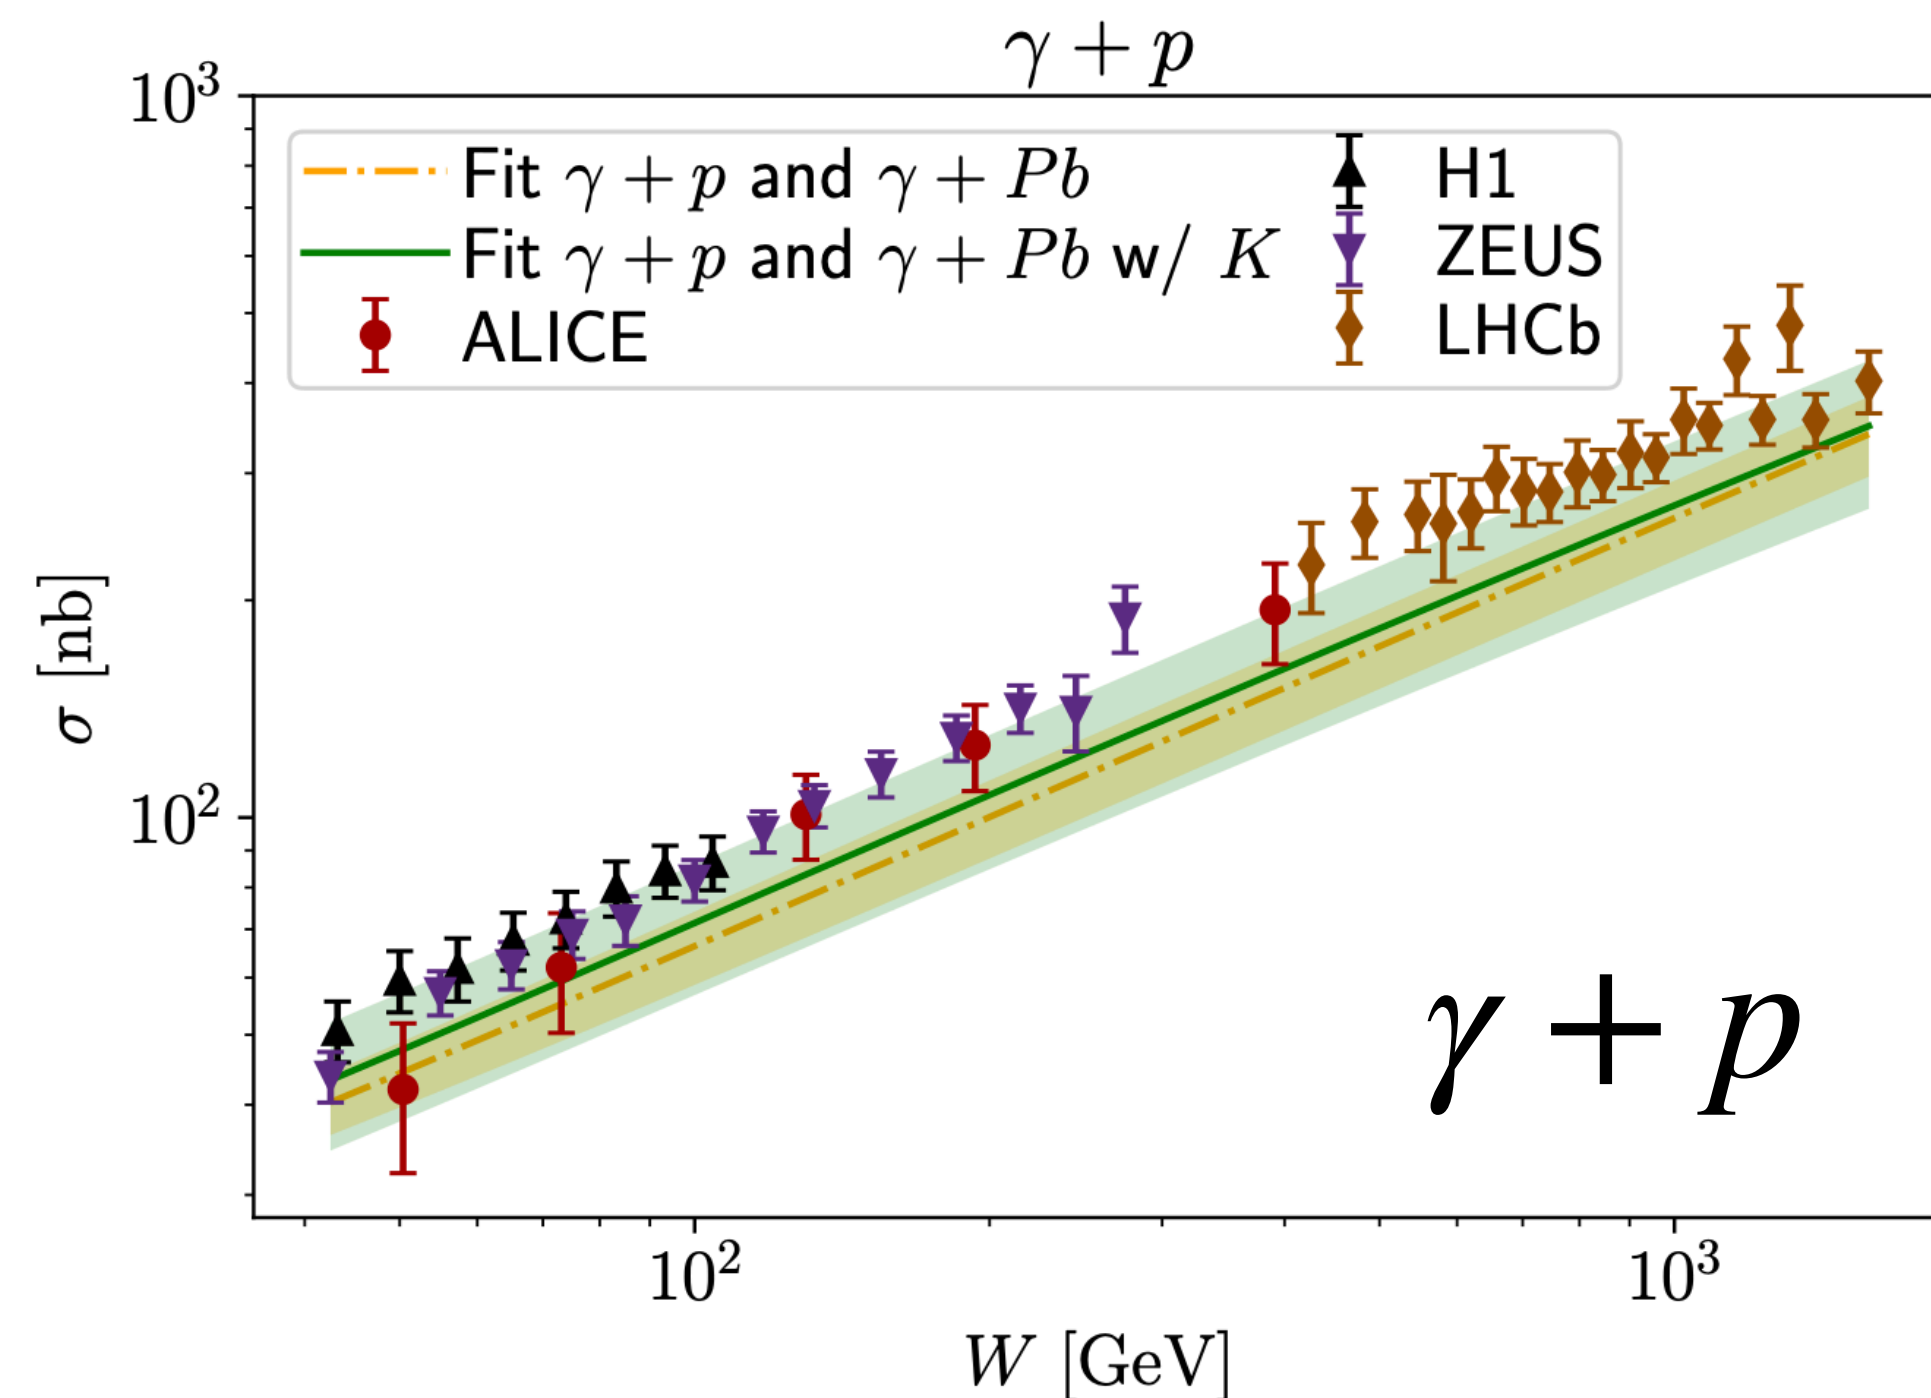 γ + p
10³
Fit γ + p and γ + Pb
Fit γ + p and γ + Pb w/ K
ALICE
H1
ZEUS
LHCb
σ [nb]
10²
γ + p
10²
10³
W [GeV]